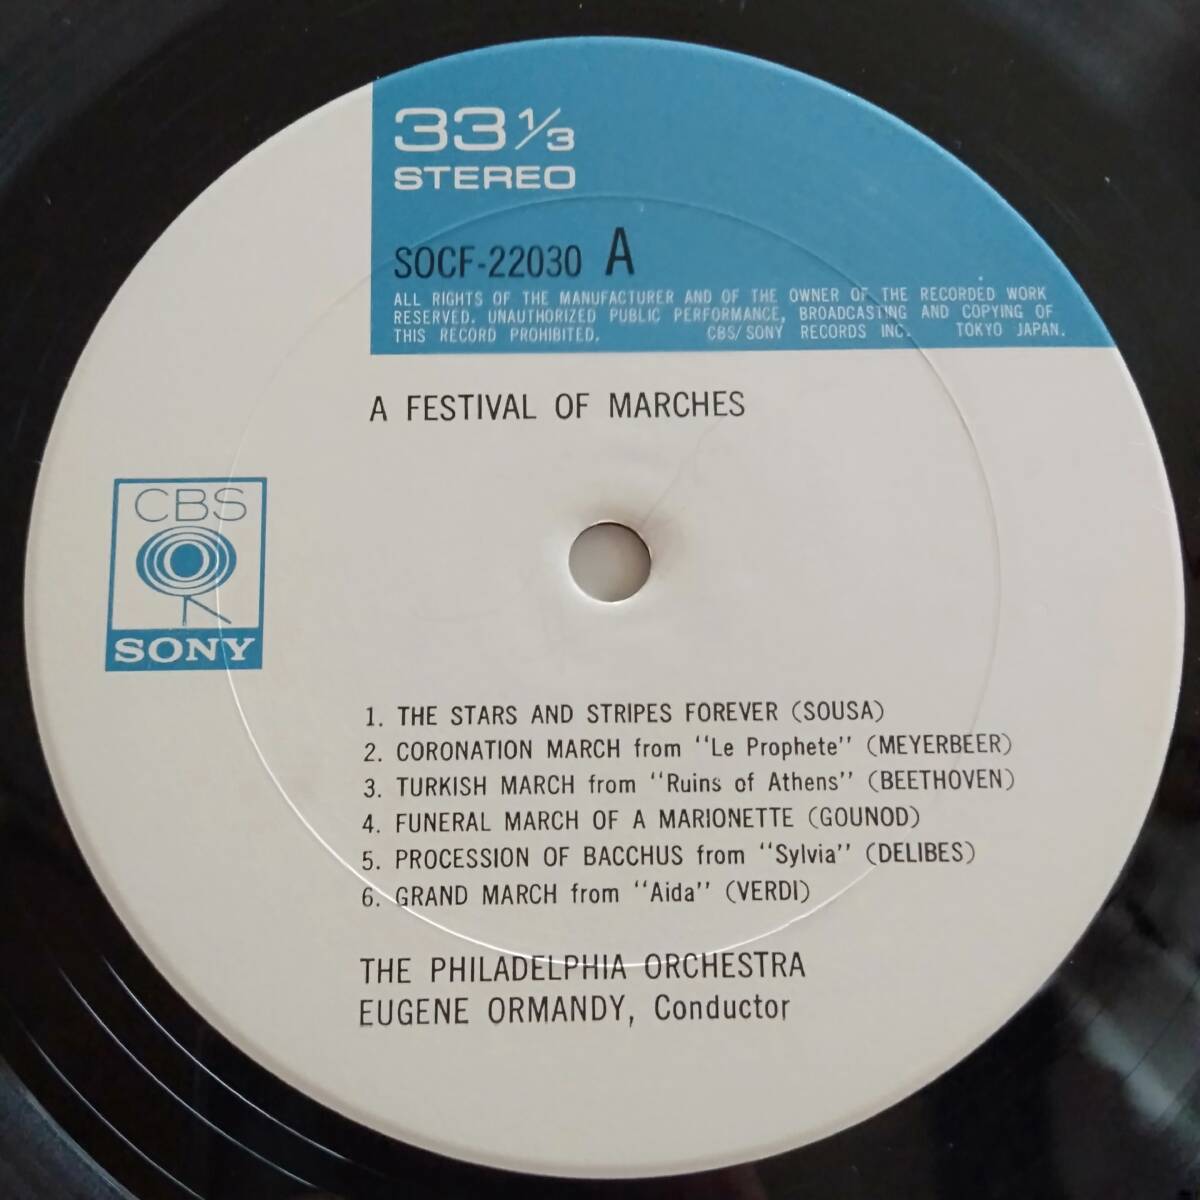 33 1/3
STEREO
SOCF-22030 A
ALL RIGHTS OF THE MANUFACTURER AND OF THE OWNER OF THE RECORDED WORK
RESERVED. UNAUTHORIZED PUBLIC PERFORMANCE, BROADCASTING AND COPYING OF
THIS RECORD PROHIBITED. CBS/SONY RECORDS INC. TOKYO JAPAN.
A FESTIVAL OF MARCHES
CBS
SONY
1. THE STARS AND STRIPES FOREVER (SOUSA)
2. CORONATION MARCH from "Le Prophete" (MEYERBEER)
3. TURKISH MARCH from "Ruins of Athens" (BEETHOVEN)
4. FUNERAL MARCH OF A MARIONETTE (GOUNOD)
5. PROCESSION OF BACCHUS from "Sylvia" (DELIBES)
6. GRAND MARCH from "Aida" (VERDI)
THE PHILADELPHIA ORCHESTRA
EUGENE ORMANDY, Conductor